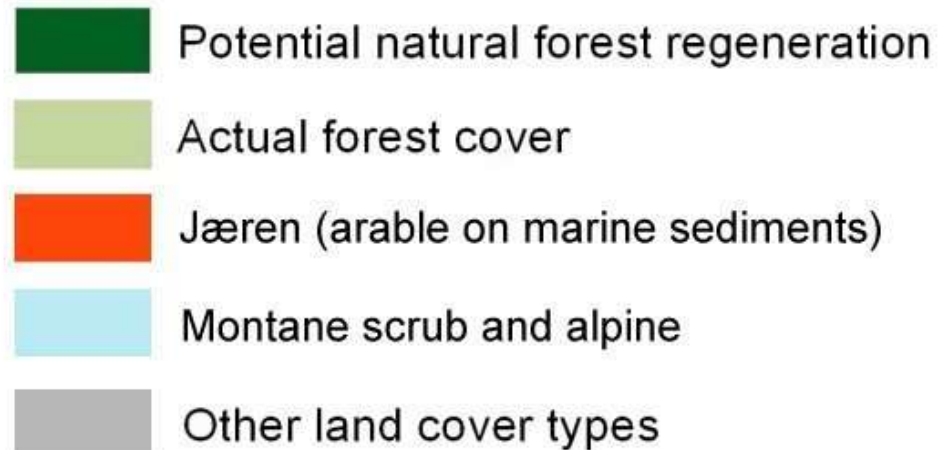 Potential natural forest regeneration
Actual forest cover
Jæren (arable on marine sediments)
Montane scrub and alpine
Other land cover types